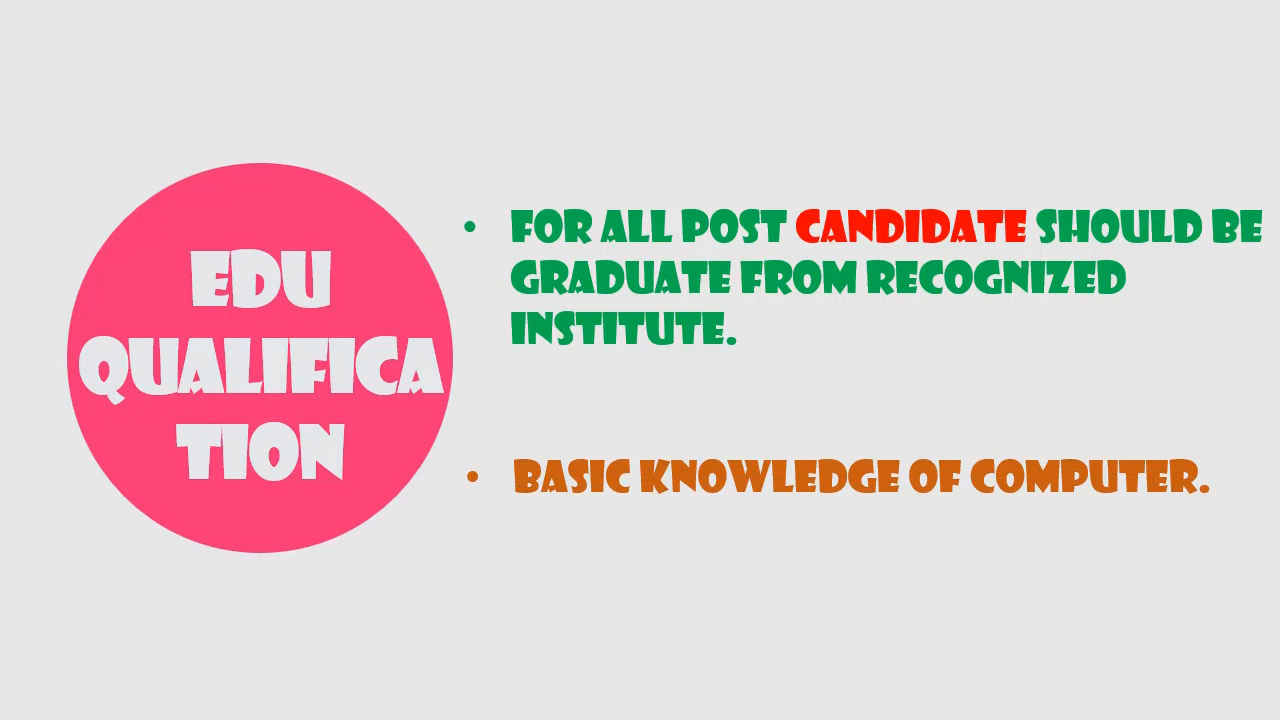 EDU
QUALIFICA
TION
• FOR ALL POST CANDIDATE SHOULD BE
GRADUATE FROM RECOGNIZED
INSTITUTE.
• BASIC KNOWLEDGE OF COMPUTER.